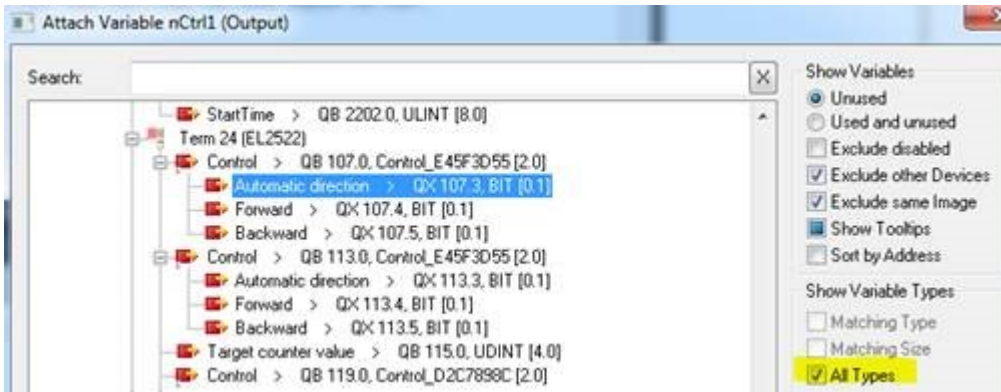 Attach Variable nCtrl1 (Output)
Search:
StartTime > QB 2202.0, ULINT [8.0]
Term 24 (EL2522)
Control > QB 107.0, Control_E45F3D55 [2.0]
Automatic direction > QX 107.3, BIT [0.1]
Forward > QX 107.4, BIT [0.1]
Backward > QX 107.5, BIT [0.1]
Control > QB 113.0, Control_E45F3D55 [2.0]
Automatic direction > QX 113.3, BIT [0.1]
Forward > QX 113.4, BIT [0.1]
Backward > QX 113.5, BIT [0.1]
Target counter value > QB 115.0, UDINT [4.0]
Control > QB 119.0, Control_D2C7898C [2.0]
Show Variables
Unused
Used and unused
Exclude disabled
Exclude other Devices
Exclude same Image
Show Tooltips
Sort by Address
Show Variable Types
Matching Type
Matching Size
All Types